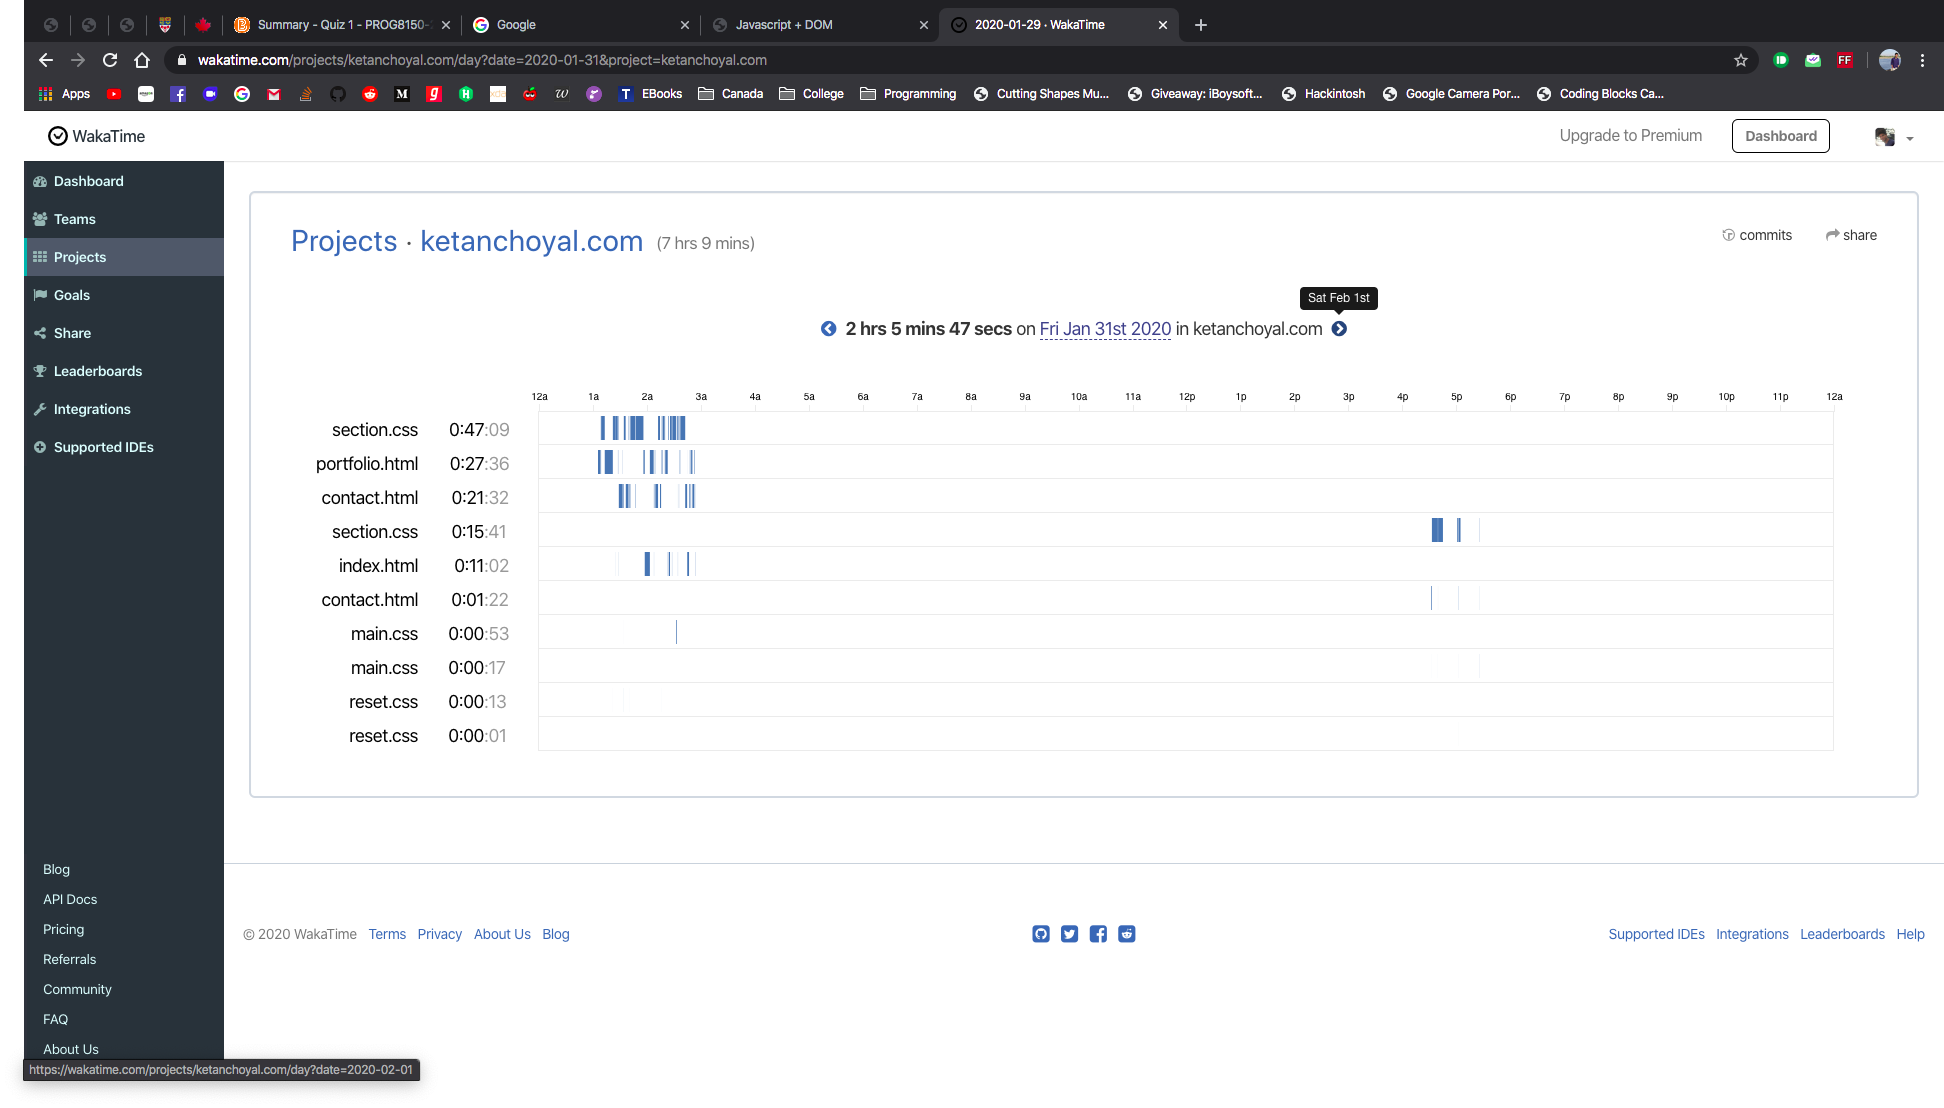 Summary - Quiz 1 - PROG8150-
Google
Javascript + DOM
2020-01-29 · WakaTime
wakatime.com/projects/ketanchoyal.com/day?date=2020-01-31&project=ketanchoyal.com
FF
Apps
EBooks
Canada
College
Programming
Cutting Shapes Mu...
Giveaway: iBoysoft...
Hackintosh
Google Camera Por...
Coding Blocks Ca...
WakaTime
Upgrade to Premium
Dashboard
Dashboard
Teams
Projects
Goals
Share
Leaderboards
Integrations
Supported IDEs
Projects · ketanchoyal.com (7 hrs 9 mins)
commits
share
Sat Feb 1st
2 hrs 5 mins 47 secs on Fri Jan 31st 2020 in ketanchoyal.com
12a 1a 2a 3a 4a 5a 6a 7a 8a 9a 10a 11a 12p 1p 2p 3p 4p 5p 6p 7p 8p 9p 10p 11p 12a
section.css 0:47:09
portfolio.html 0:27:36
contact.html 0:21:32
section.css 0:15:41
index.html 0:11:02
contact.html 0:01:22
main.css 0:00:53
main.css 0:00:17
reset.css 0:00:13
reset.css 0:00:01
Blog
API Docs
Pricing
Referrals
Community
FAQ
About Us
© 2020 WakaTime Terms Privacy About Us Blog
Supported IDEs Integrations Leaderboards Help
https://wakatime.com/projects/ketanchoyal.com/day?date=2020-02-01